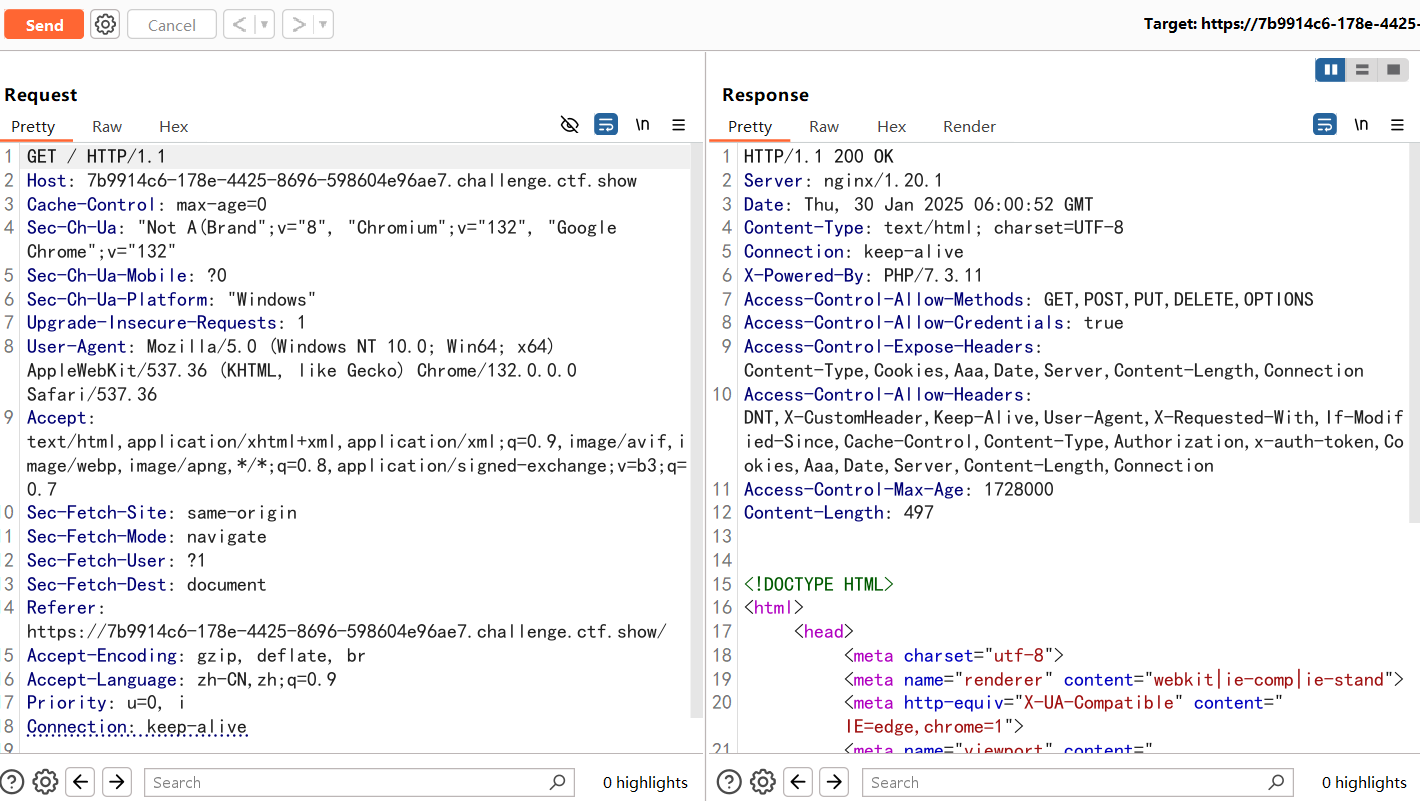 Send
Cancel
Target: https://7b9914c6-178e-4425-
Request
Pretty
Raw
Hex
\n
1 GET / HTTP/1.1
2 Host: 7b9914c6-178e-4425-8696-598604e96ae7.challenge.ctf.show
3 Cache-Control: max-age=0
4 Sec-Ch-Ua: "Not A(Brand";v="8", "Chromium";v="132", "Google
Chrome";v="132"
5 Sec-Ch-Ua-Mobile: ?0
6 Sec-Ch-Ua-Platform: "Windows"
7 Upgrade-Insecure-Requests: 1
8 User-Agent: Mozilla/5.0 (Windows NT 10.0; Win64; x64)
AppleWebKit/537.36 (KHTML, like Gecko) Chrome/132.0.0.0
Safari/537.36
9 Accept:
text/html,application/xhtml+xml,application/xml;q=0.9,image/avif,i
mage/webp,image/apng,*/*;q=0.8,application/signed-exchange;v=b3;q=
0.7
0 Sec-Fetch-Site: same-origin
1 Sec-Fetch-Mode: navigate
2 Sec-Fetch-User: ?1
3 Sec-Fetch-Dest: document
4 Referer:
https://7b9914c6-178e-4425-8696-598604e96ae7.challenge.ctf.show/
5 Accept-Encoding: gzip, deflate, br
6 Accept-Language: zh-CN,zh;q=0.9
7 Priority: u=0, i
8 Connection: keep-alive
9
Search
0 highlights
Response
Pretty
Raw
Hex
Render
\n
1 HTTP/1.1 200 OK
2 Server: nginx/1.20.1
3 Date: Thu, 30 Jan 2025 06:00:52 GMT
4 Content-Type: text/html; charset=UTF-8
5 Connection: keep-alive
6 X-Powered-By: PHP/7.3.11
7 Access-Control-Allow-Methods: GET,POST,PUT,DELETE,OPTIONS
8 Access-Control-Allow-Credentials: true
9 Access-Control-Expose-Headers:
Content-Type,Cookies,Aaa,Date,Server,Content-Length,Connection
10 Access-Control-Allow-Headers:
DNT,X-CustomHeader,Keep-Alive,User-Agent,X-Requested-With,If-Modif
ied-Since,Cache-Control,Content-Type,Authorization,x-auth-token,Co
okies,Aaa,Date,Server,Content-Length,Connection
11 Access-Control-Max-Age: 1728000
12 Content-Length: 497
13
14
15 <!DOCTYPE HTML>
16 <html>
17 <head>
18 <meta charset="utf-8">
19 <meta name="renderer" content="webkit|ie-comp|ie-stand">
20 <meta http-equiv="X-UA-Compatible" content="
IE=edge,chrome=1">
21 <meta name="viewport" content="
Search
0 highlights